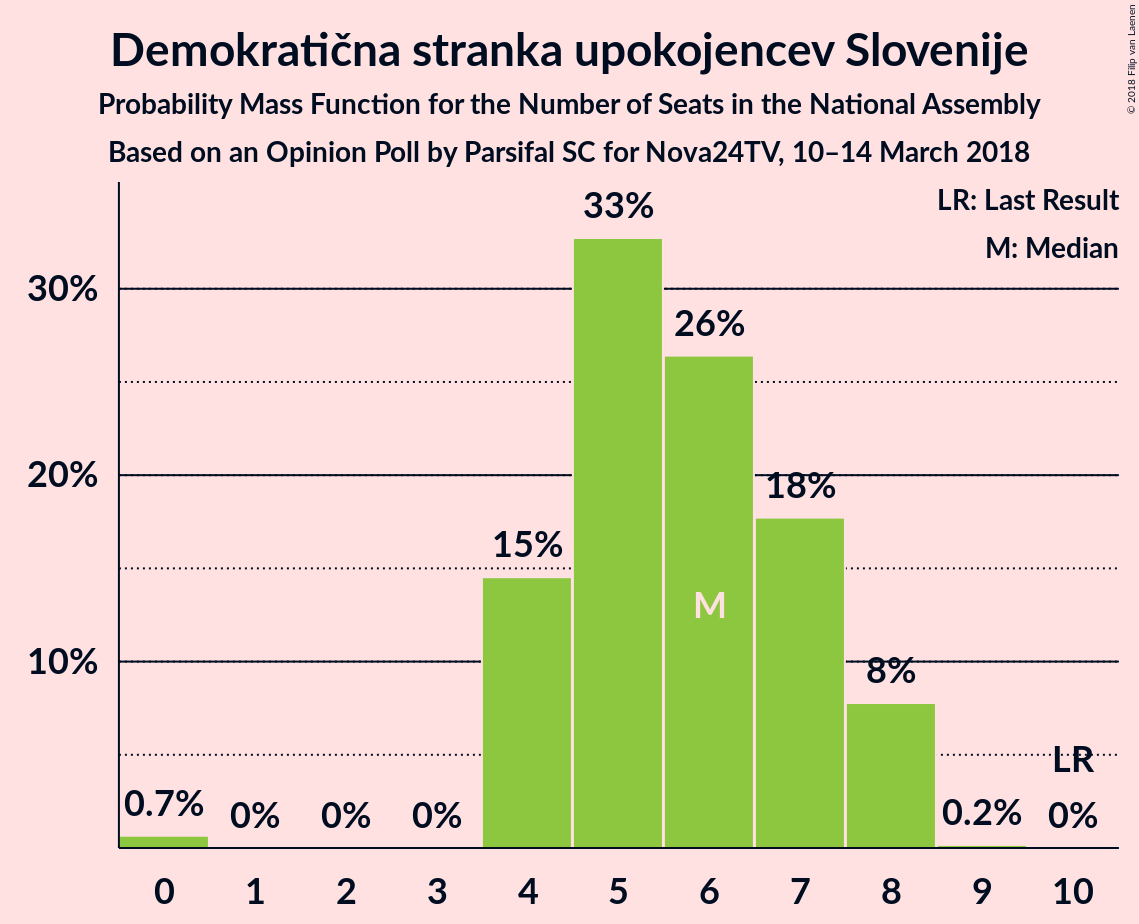 Demokratična stranka upokojencev Slovenije
Probability Mass Function for the Number of Seats in the National Assembly
Based on an Opinion Poll by Parsifal SC for Nova24TV, 10–14 March 2018
© 2018 Filip van Laenen
LR: Last Result
M: Median
33%
30%
26%
20%
18%
15%
M
10%
8%
LR
0.7%
0%
0%
0%
0.2%
0%
0 1 2 3 4 5 6 7 8 9 10